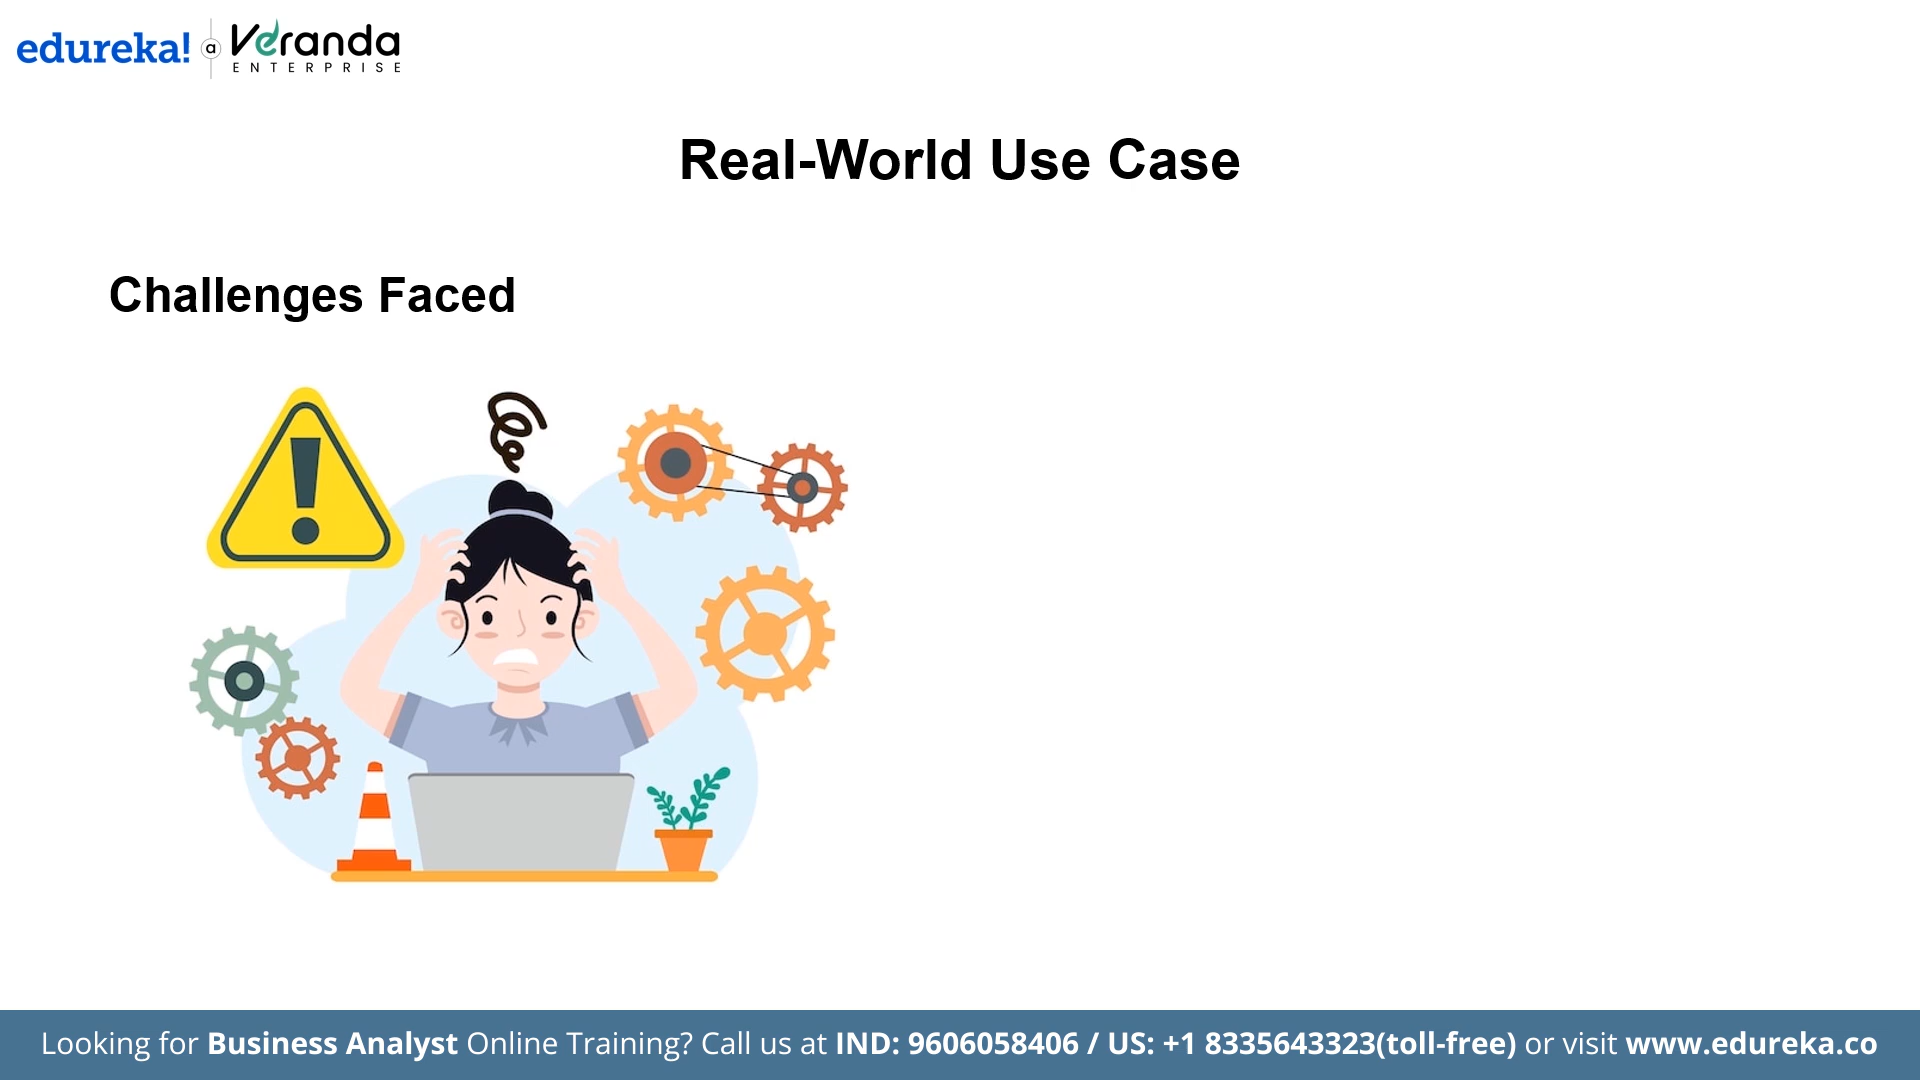 edureka! a Veranda
ENTERPRISE
Real-World Use Case
Challenges Faced
Looking for Business Analyst Online Training? Call us at IND: 9606058406 / US: +1 8335643323(toll-free) or visit www.edureka.co